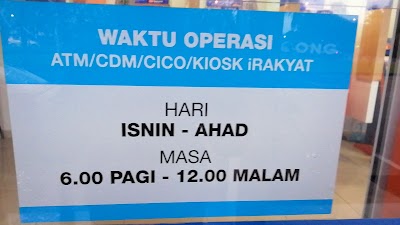 WAKTU OPERASI
ATM/CDM/CICO/KIOSK iRAKYAT
HARI
ISNIN - AHAD
MASA
6.00 PAGI - 12.00 MALAM